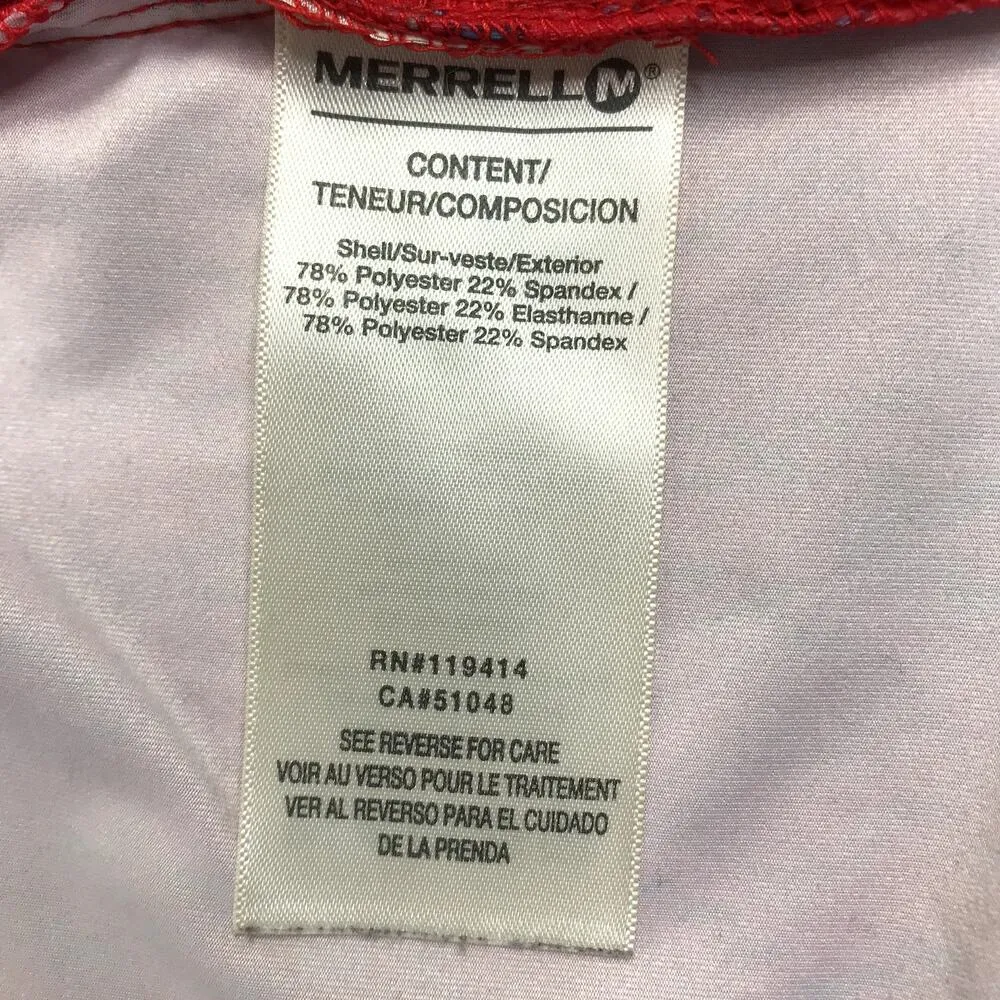 MERRELL M®
CONTENT/
TENEUR/COMPOSICION
Shell/Sur-veste/Exterior
78% Polyester 22% Spandex /
78% Polyester 22% Elasthanne /
78% Polyester 22% Spandex
RN#119414
CA#51048
SEE REVERSE FOR CARE
VOIR AU VERSO POUR LE TRAITEMENT
VER AL REVERSO PARA EL CUIDADO
DE LA PRENDA